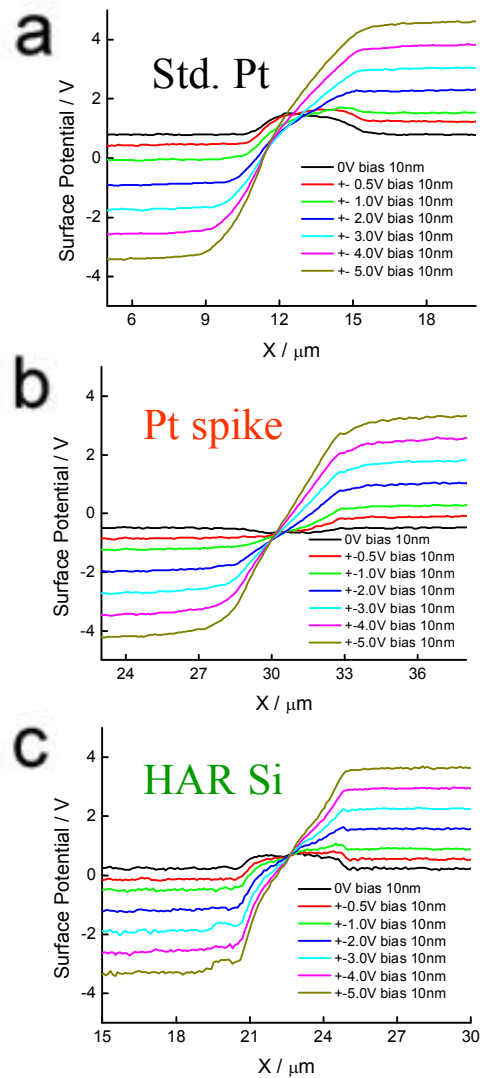 a
Std. Pt
Surface Potential / V
4
2
0
-2
-4
0V bias 10nm
+- 0.5V bias 10nm
+- 1.0V bias 10nm
+- 2.0V bias 10nm
+- 3.0V bias 10nm
+- 4.0V bias 10nm
+- 5.0V bias 10nm
6 9 12 15 18
X / μm
b
Pt spike
Surface Potential / V
4
2
0
-2
-4
0V bias 10nm
+-0.5V bias 10nm
+-1.0V bias 10nm
+-2.0V bias 10nm
+-3.0V bias 10nm
+-4.0V bias 10nm
+-5.0V bias 10nm
24 27 30 33 36
X / μm
c
HAR Si
Surface Potential / V
4
2
0
-2
-4
0V bias 10nm
+-0.5V bias 10nm
+-1.0V bias 10nm
+-2.0V bias 10nm
+-3.0V bias 10nm
+-4.0V bias 10nm
+-5.0V bias 10nm
15 18 21 24 27 30
X / μm